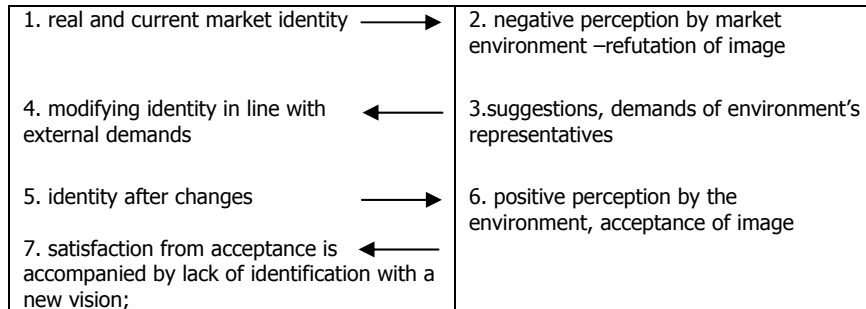 1. real and current market identity
2. negative perception by market
environment –refutation of image
3.suggestions, demands of environment's
representatives
4. modifying identity in line with
external demands
5. identity after changes
6. positive perception by the
environment, acceptance of image
7. satisfaction from acceptance is
accompanied by lack of identification with a
new vision;